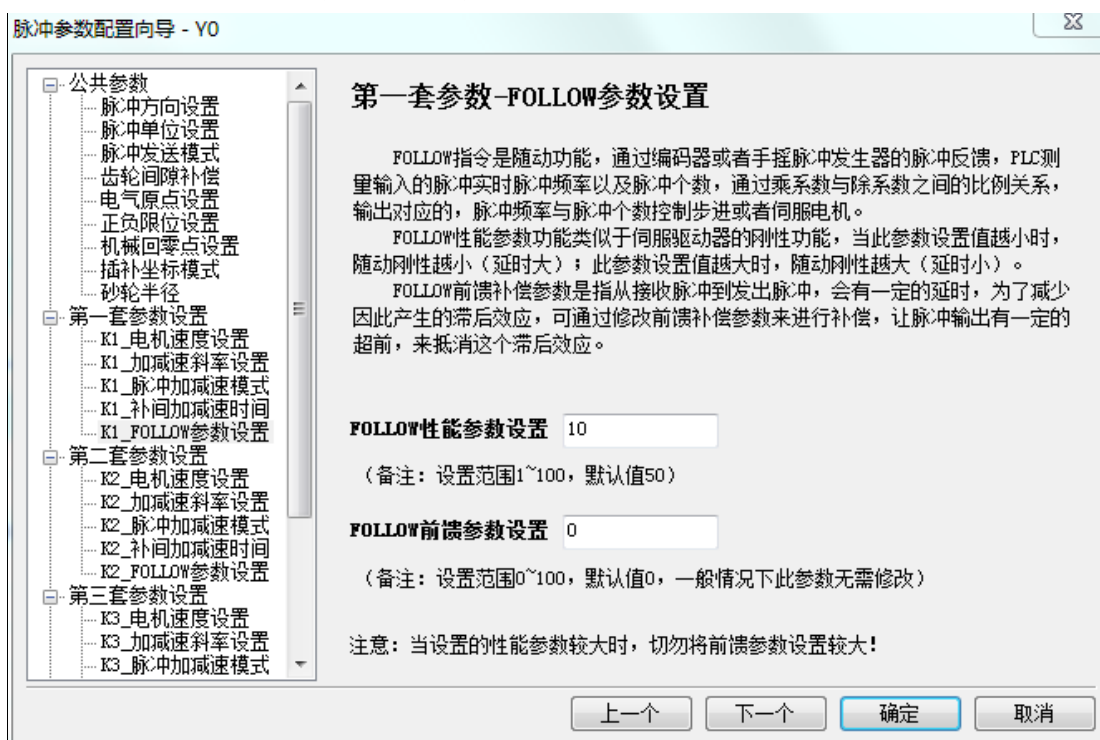 脉冲参数配置向导 - Y0
公共参数
脉冲方向设置
脉冲单位设置
脉冲发送模式
齿轮间隙补偿
电气原点设置
正负限位设置
机械回零点设置
插补坐标模式
砂轮半径
第一套参数设置
K1_电机速度设置
K1_加减速斜率设置
K1_脉冲加减速模式
K1_补间加减速时间
K1_FOLLOW参数设置
第二套参数设置
K2_电机速度设置
K2_加减速斜率设置
K2_脉冲加减速模式
K2_补间加减速时间
K2_FOLLOW参数设置
第三套参数设置
K3_电机速度设置
K3_加减速斜率设置
K3_脉冲加减速模式
第一套参数-FOLLOW参数设置
FOLLOW指令是随动功能，通过编码器或者手摇脉冲发生器的脉冲反馈，PLC测
量输入的脉冲实时脉冲频率以及脉冲个数，通过乘系数与除系数之间的比例关系，
输出对应的，脉冲频率与脉冲个数控制步进或者伺服电机。
FOLLOW性能参数功能类似于伺服驱动器的刚性功能，当此参数设置值越小时，
随动刚性越小（延时大）；此参数设置值越大时，随动刚性越大（延时小）。
FOLLOW前馈补偿参数是指从接收脉冲到发出脉冲，会有一定的延时，为了减少
因此产生的滞后效应，可通过修改前馈补偿参数来进行补偿，让脉冲输出有一定的
超前，来抵消这个滞后效应。
FOLLOW性能参数设置 10
（备注：设置范围1~100，默认值50）
FOLLOW前馈参数设置 0
（备注：设置范围0~100，默认值0，一般情况下此参数无需修改）
注意：当设置的性能参数较大时，切勿将前馈参数设置较大!
上一个 下一个 确定 取消